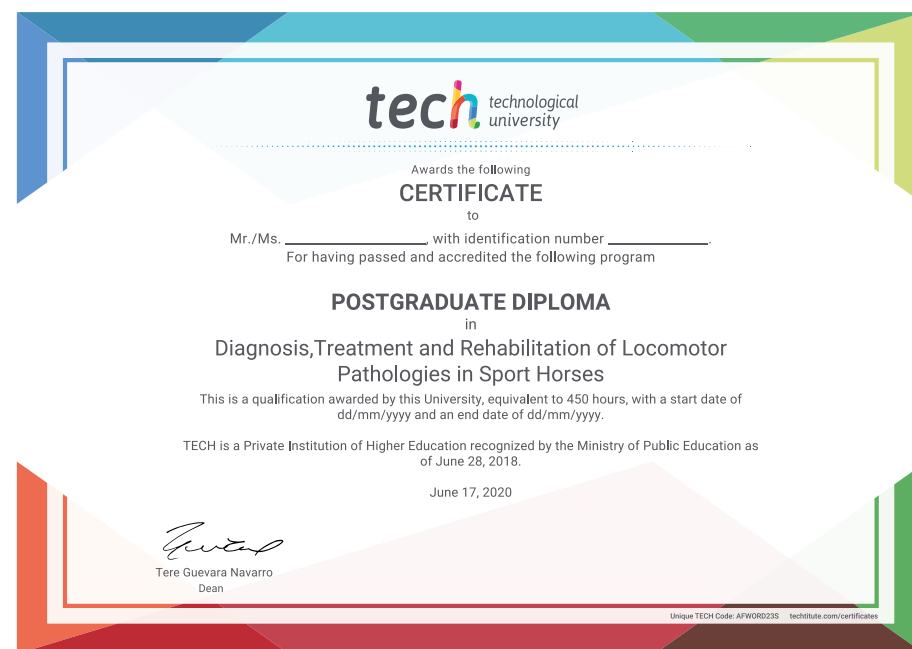 tech technological
university
Awards the following
CERTIFICATE
to
Mr./Ms. ____________________, with identification number ______________.
For having passed and accredited the following program
POSTGRADUATE DIPLOMA
in
Diagnosis,Treatment and Rehabilitation of Locomotor
Pathologies in Sport Horses
This is a qualification awarded by this University, equivalent to 450 hours, with a start date of
dd/mm/yyyy and an end date of dd/mm/yyyy.
TECH is a Private Institution of Higher Education recognized by the Ministry of Public Education as
of June 28, 2018.
June 17, 2020
Tere Guevara Navarro
Dean
Unique TECH Code: AFWORD23S techtitute.com/certificates